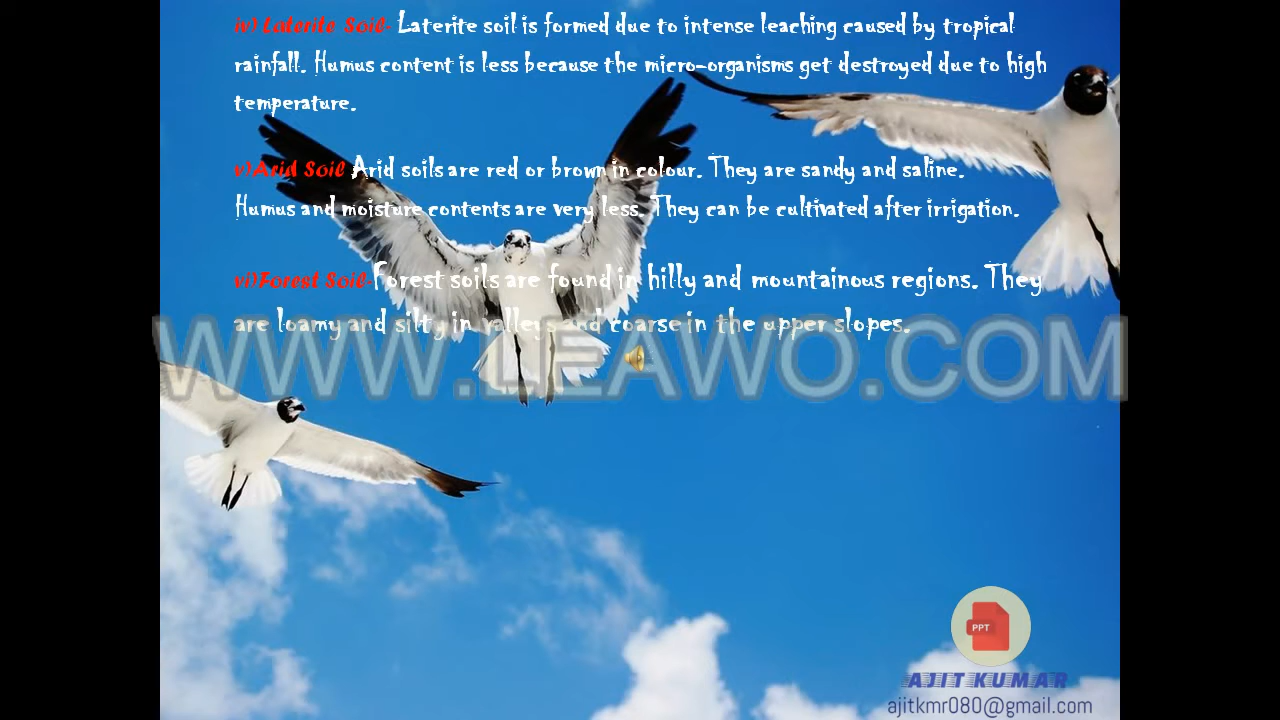 iv) Laterite Soil- Laterite soil is formed due to intense leaching caused by tropical
rainfall. Humus content is less because the micro-organisms get destroyed due to high
temperature.
v)Arid Soil Arid soils are red or brown in colour. They are sandy and saline.
Humus and moisture contents are very less. They can be cultivated after irrigation.
vi)Forest Soil-Forest soils are found in hilly and mountainous regions. They
are loamy and silty in valleys and coarse in the upper slopes.
WWW.LEAWO.COM
PPT
AJIT KUMAR
ajitkmr080@gmail.com